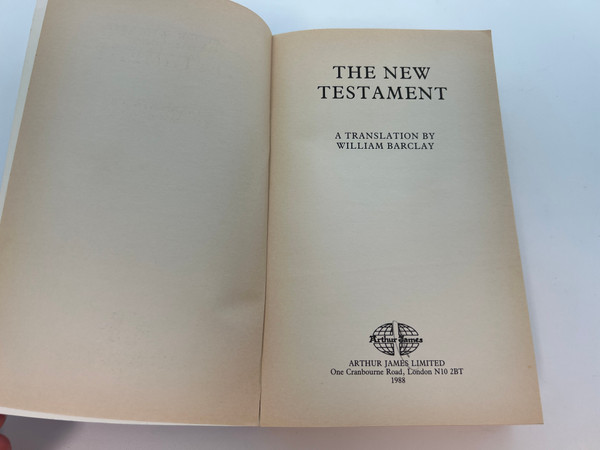 THE NEW
TESTAMENT
A TRANSLATION BY
WILLIAM BARCLAY
Arthur James
ARTHUR JAMES LIMITED
One Cranbourne Road, London N10 2BT
1988